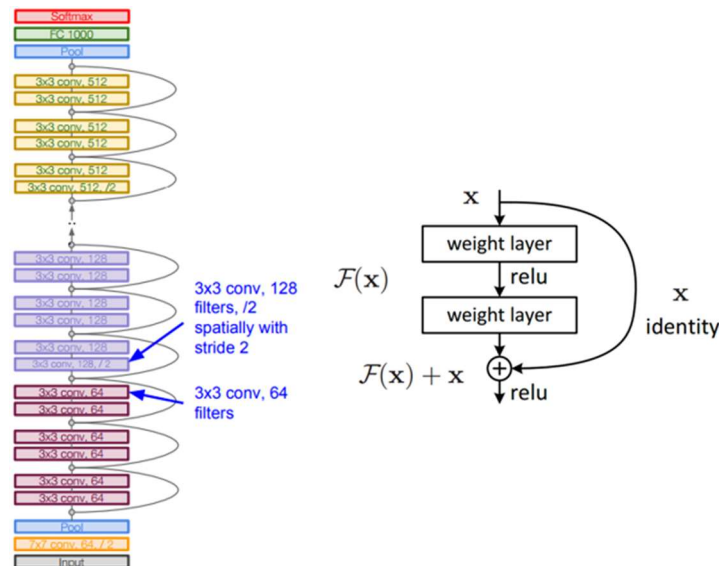 Softmax
FC 1000
Pool
3x3 conv, 512
3x3 conv, 512
3x3 conv, 512
3x3 conv, 512
3x3 conv, 512
3x3 conv, 512, /2
..
3x3 conv, 128
3x3 conv, 128
3x3 conv, 128
3x3 conv, 128
3x3 conv, 128
3x3 conv, 128, / 2
3x3 conv, 64
3x3 conv, 64
3x3 conv, 64
3x3 conv, 64
3x3 conv, 64
3x3 conv, 64
Pool
7x7 conv, 64, / 2
Input
3x3 conv, 128
filters, /2
spatially with
stride 2
3x3 conv, 64
filters
x
weight layer
F(x)
relu
weight layer
x
identity
F(x) + x
relu